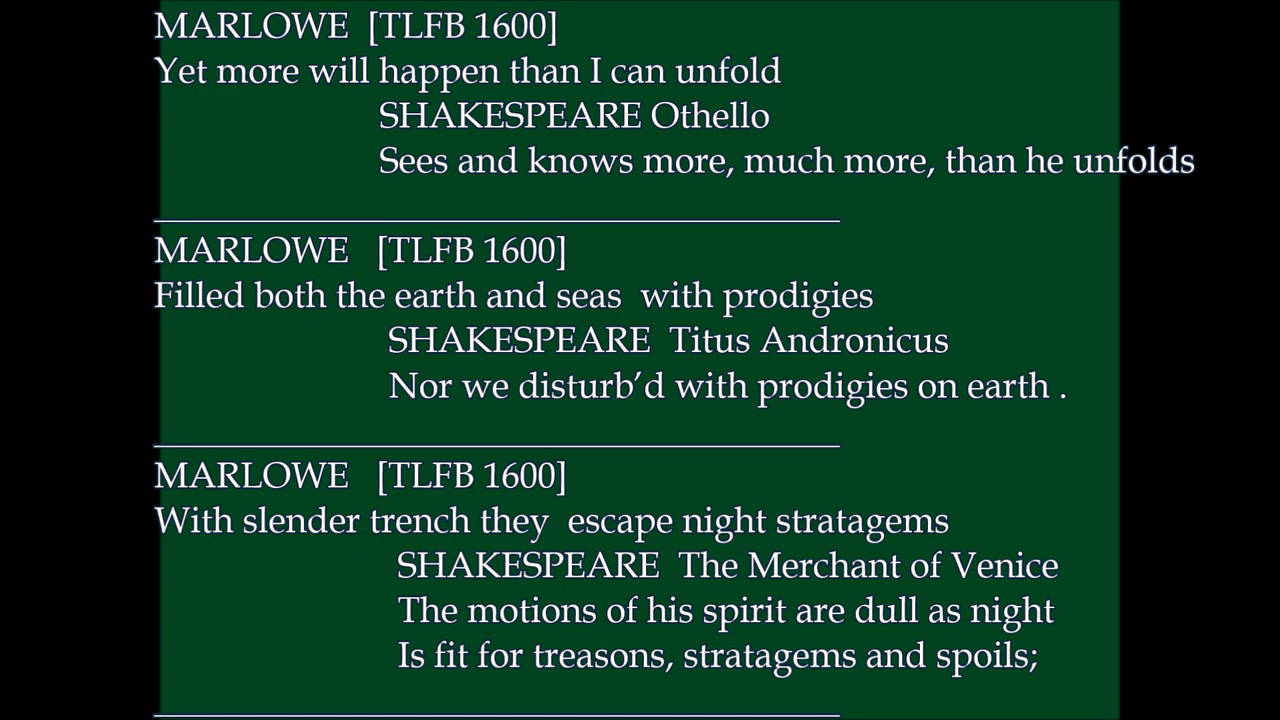 MARLOWE [TLFB 1600]
Yet more will happen than I can unfold
SHAKESPEARE Othello
Sees and knows more, much more, than he unfolds
MARLOWE [TLFB 1600]
Filled both the earth and seas with prodigies
SHAKESPEARE Titus Andronicus
Nor we disturb’d with prodigies on earth .
MARLOWE [TLFB 1600]
With slender trench they escape night stratagems
SHAKESPEARE The Merchant of Venice
The motions of his spirit are dull as night
Is fit for treasons, stratagems and spoils;